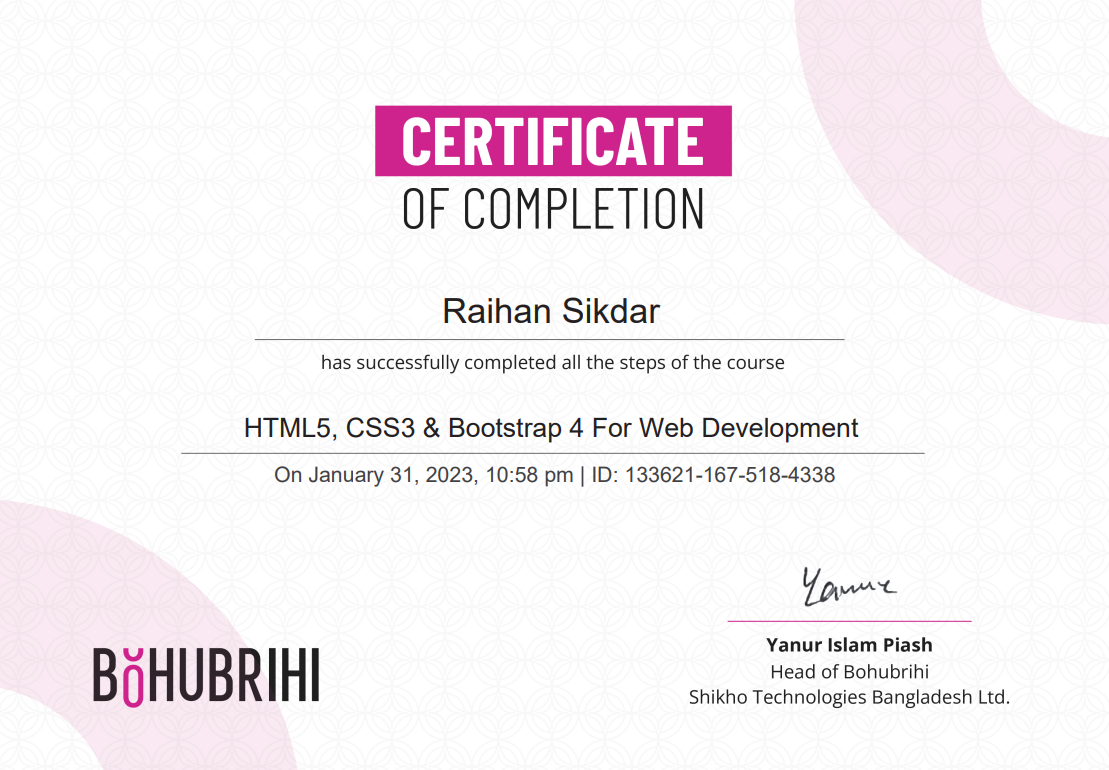 CERTIFICATE
OF COMPLETION
Raihan Sikdar
has successfully completed all the steps of the course
HTML5, CSS3 & Bootstrap 4 For Web Development
On January 31, 2023, 10:58 pm | ID: 133621-167-518-4338
Yanur
Yanur Islam Piash
Head of Bohubrihi
Shikho Technologies Bangladesh Ltd.
BOHUBRIHI